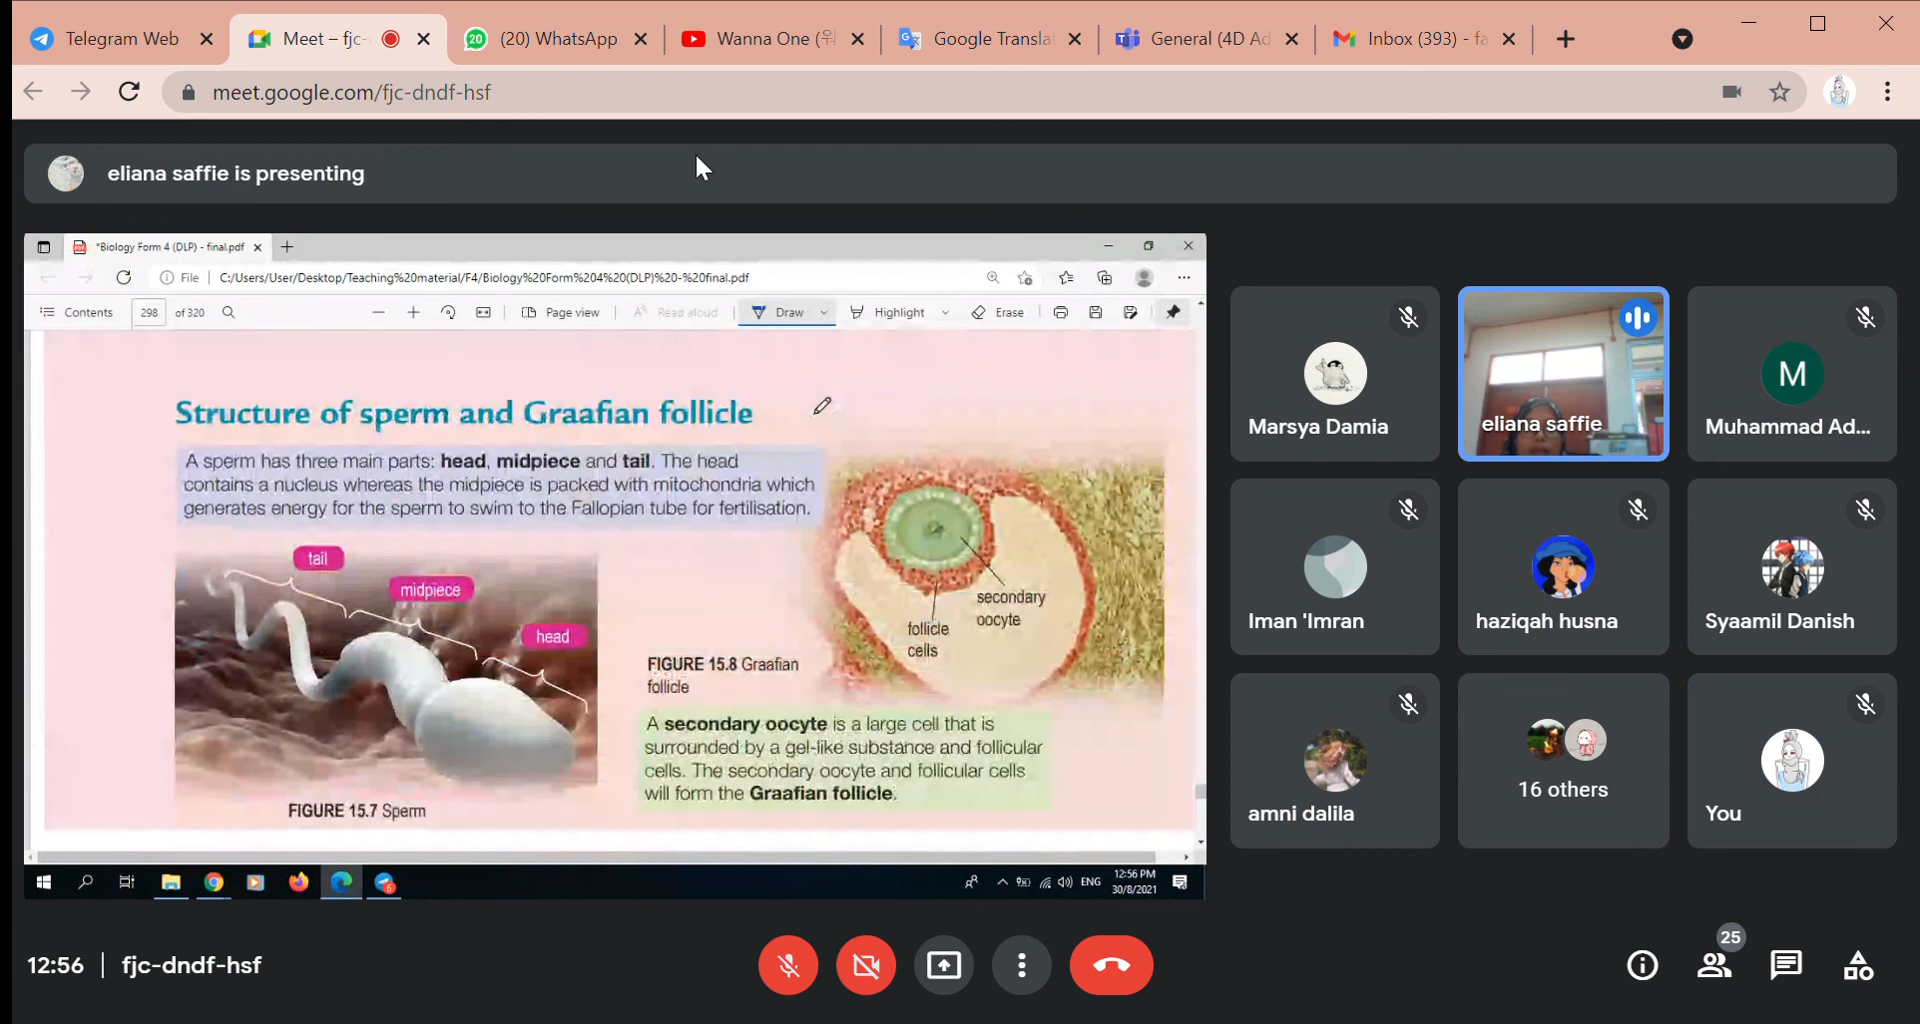 Telegram Web
Meet – fjc-
(20) WhatsApp
Wanna One (워
Google Translat
General (4D Ad
Inbox (393) - fa
meet.google.com/fjc-dndf-hsf
eliana saffie is presenting
*Biology Form 4 (DLP) - final.pdf
File
C:/Users/User/Desktop/Teaching%20material/F4/Biology%20Form%204%20(DLP)%20-%20final.pdf
Contents
298
of 320
Page view
Read aloud
Draw
Highlight
Erase
Structure of sperm and Graafian follicle
A sperm has three main parts: head, midpiece and tail. The head
contains a nucleus whereas the midpiece is packed with mitochondria which
generates energy for the sperm to swim to the Fallopian tube for fertilisation.
tail
midpiece
head
FIGURE 15.7 Sperm
secondary
oocyte
follicle
cells
FIGURE 15.8 Graafian
follicle
A secondary oocyte is a large cell that is
surrounded by a gel-like substance and follicular
cells. The secondary oocyte and follicular cells
will form the Graafian follicle.
ENG
12:56 PM
30/8/2021
Marsya Damia
eliana saffie
M
Muhammad Ad...
Iman 'Imran
haziqah husna
Syaamil Danish
amni dalila
16 others
You
12:56
fjc-dndf-hsf
25